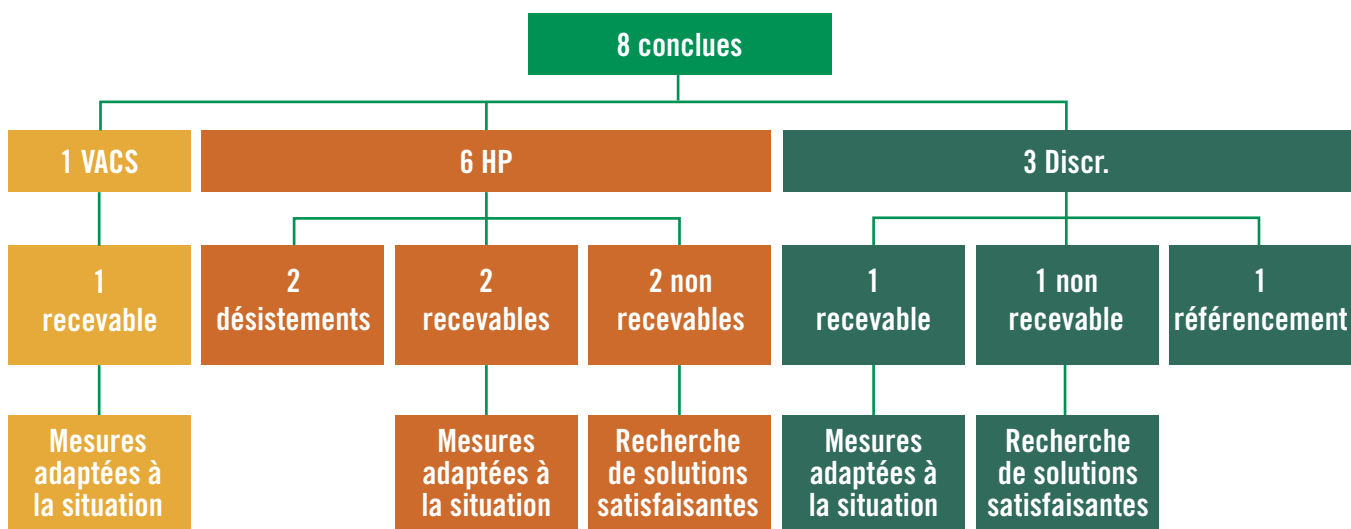 8 conclues
1 VACS
6 HP
3 Discr.
1
recevable
2
désistements
2
recevables
2 non
recevables
1
recevable
1 non
recevable
1
référencement
Mesures
adaptées à
la situation
Mesures
adaptées à
la situation
Recherche
de solutions
satisfaisantes
Mesures
adaptées à
la situation
Recherche
de solutions
satisfaisantes